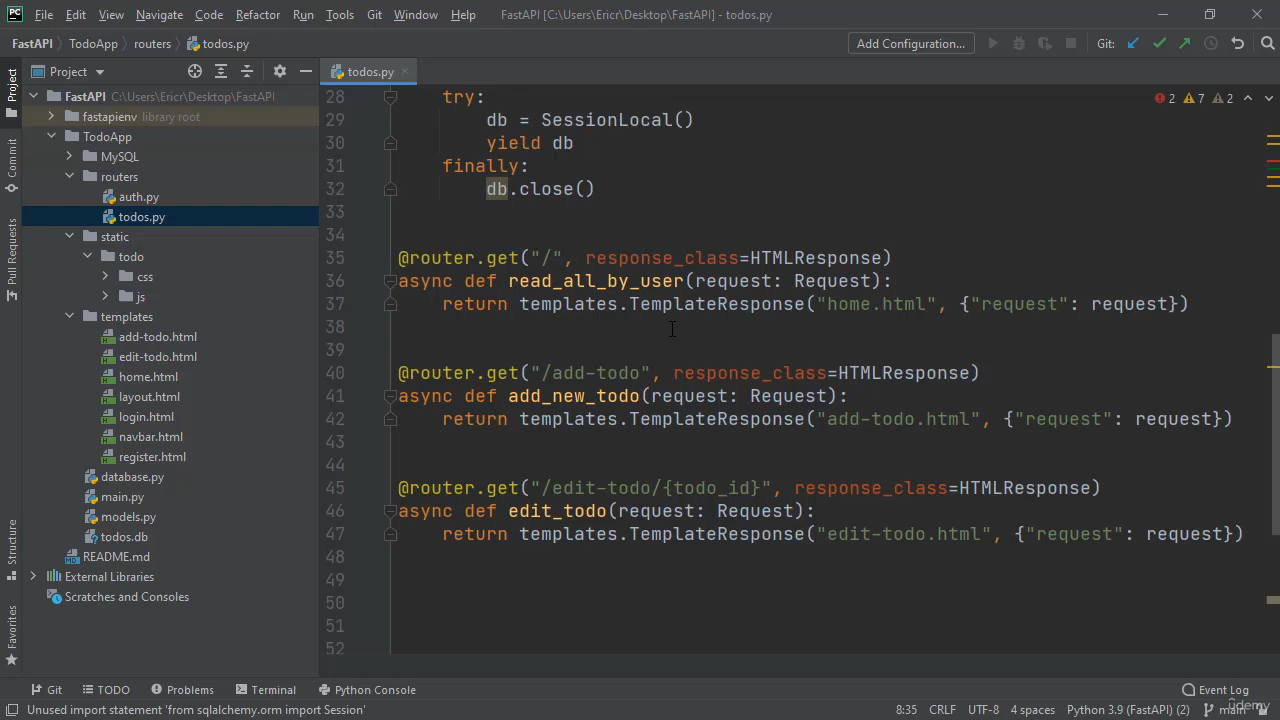 PC File Edit View Navigate Code Refactor Run Tools Git Window Help FastAPI [C:\Users\Ericr\Desktop\FastAPI] - todos.py
FastAPI TodoApp routers todos.py Add Configuration... Git:
Project todos.py
FastAPI C:\Users\Ericr\Desktop\FastAPI
fastapienv library root
TodoApp
MySQL
routers
auth.py
todos.py
static
todo
css
js
templates
add-todo.html
edit-todo.html
home.html
layout.html
login.html
navbar.html
register.html
database.py
main.py
models.py
todos.db
README.md
External Libraries
Scratches and Consoles
Project
Commit
Pull Requests
Structure
Favorites
2 7 2
28 try:
29 db = SessionLocal()
30 yield db
31 finally:
32 db.close()
33
34
35 @router.get("/", response_class=HTMLResponse)
36 async def read_all_by_user(request: Request):
37 return templates.TemplateResponse("home.html", {"request": request})
38
39
40 @router.get("/add-todo", response_class=HTMLResponse)
41 async def add_new_todo(request: Request):
42 return templates.TemplateResponse("add-todo.html", {"request": request})
43
44
45 @router.get("/edit-todo/{todo_id}", response_class=HTMLResponse)
46 async def edit_todo(request: Request):
47 return templates.TemplateResponse("edit-todo.html", {"request": request})
48
49
50
51
52
Git TODO Problems Terminal Python Console Event Log
Unused import statement 'from sqlalchemy.orm import Session' 8:35 CRLF UTF-8 4 spaces Python 3.9 (FastAPI) (2) main
udemy